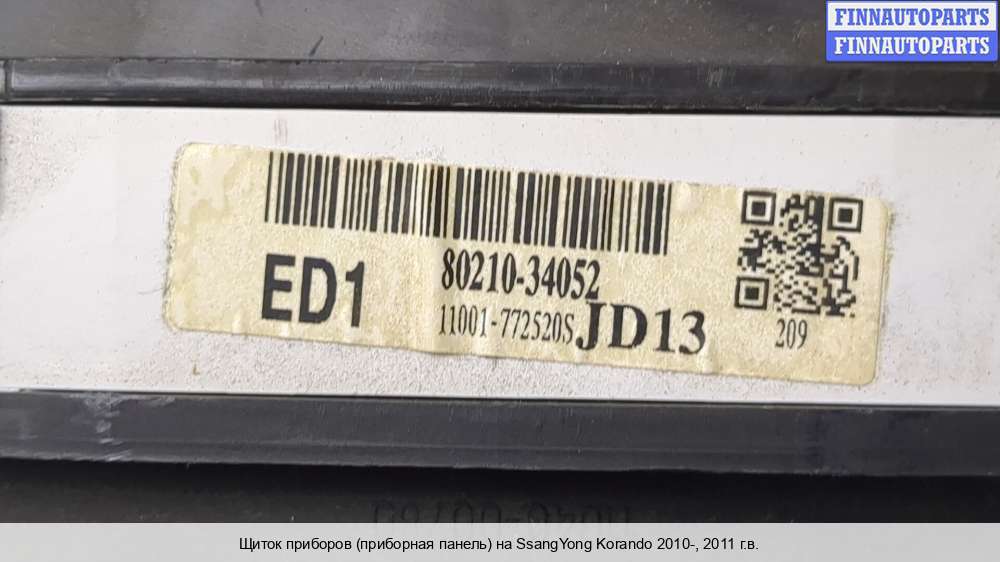 FINNAUTOPARTS
FINNAUTOPARTS
80210-34052
ED1
11001-772520S
JD13
209
Щиток приборов (приборная панель) на SsangYong Korando 2010-, 2011 г.в.